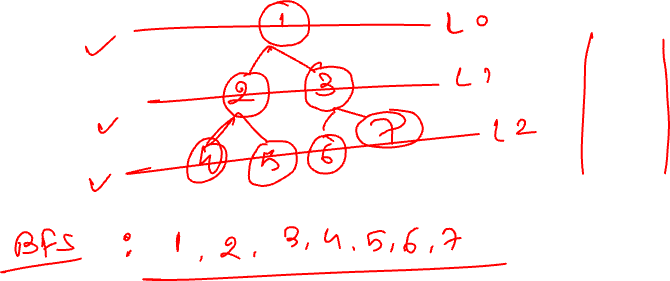 1 L0
2 3 L1
4 5 6 7 L2
BFS : 1, 2, 3, 4, 5, 6, 7